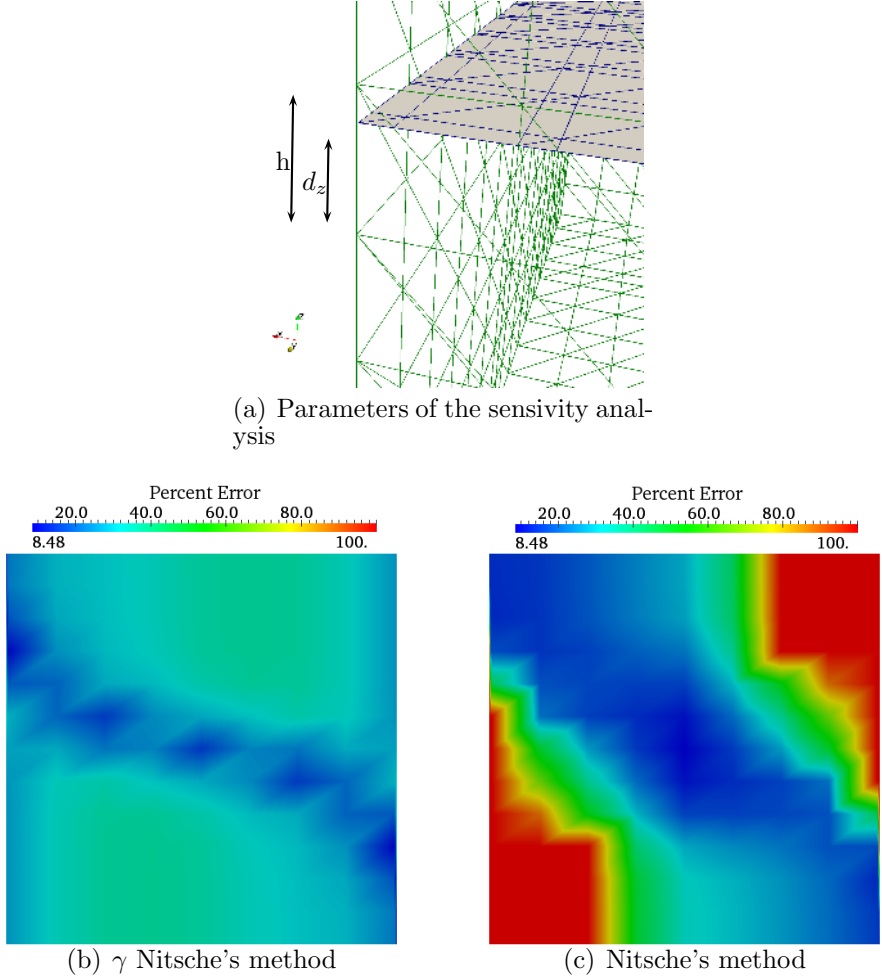 h
d_z
(a) Parameters of the sensivity anal-
ysis
Percent Error
20.0 40.0 60.0 80.0
8.48 100.
Percent Error
20.0 40.0 60.0 80.0
8.48 100.
(b) γ Nitsche's method
(c) Nitsche's method